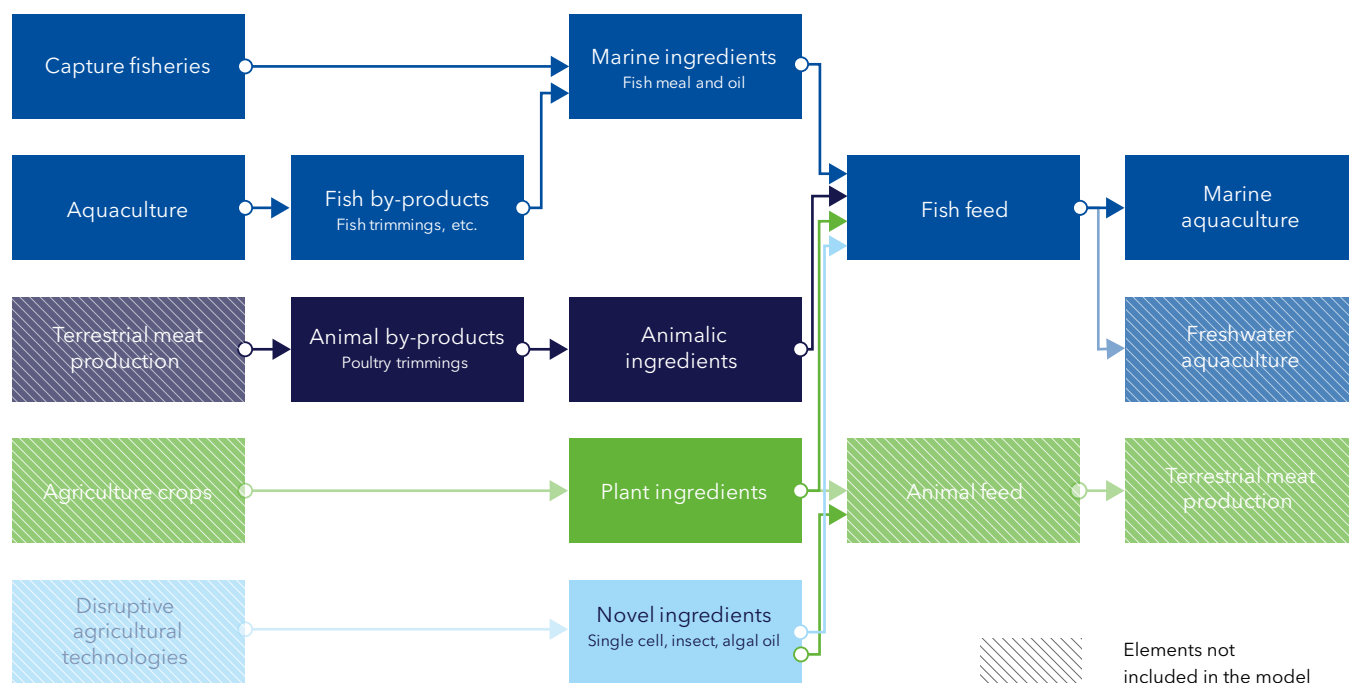 Capture fisheries
Marine ingredients
Fish meal and oil
Aquaculture
Fish by-products
Fish trimmings, etc.
Fish feed
Marine
aquaculture
Terrestrial meat
production
Animal by-products
Poultry trimmings
Animalic
ingredients
Freshwater
aquaculture
Agriculture crops
Plant ingredients
Animal feed
Terrestrial meat
production
Disruptive
agricultural
technologies
Novel ingredients
Single cell, insect, algal oil
Elements not
included in the model